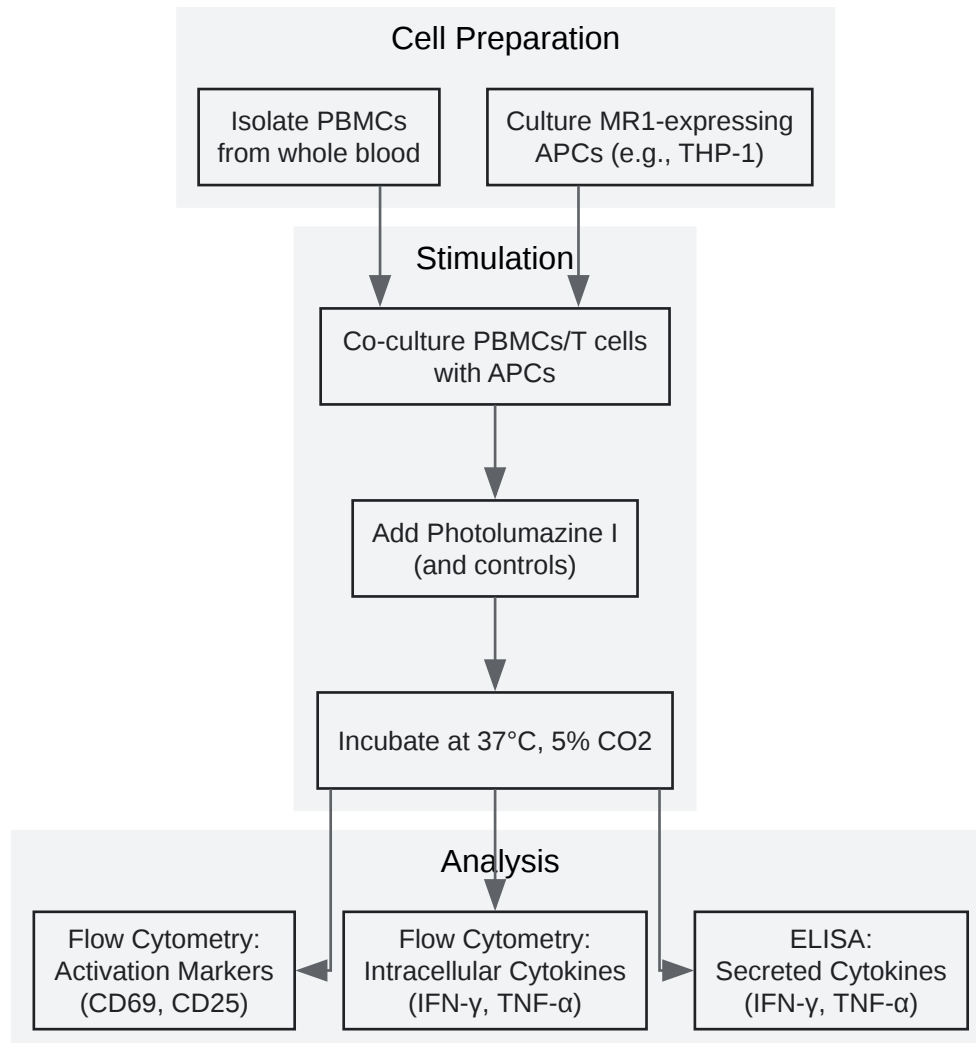 Cell Preparation
Isolate PBMCs
from whole blood
Culture MR1-expressing
APCs (e.g., THP-1)
Stimulation
Co-culture PBMCs/T cells
with APCs
Add Photolumazine I
(and controls)
Incubate at 37°C, 5% CO2
Analysis
Flow Cytometry:
Activation Markers
(CD69, CD25)
Flow Cytometry:
Intracellular Cytokines
(IFN-γ, TNF-α)
ELISA:
Secreted Cytokines
(IFN-γ, TNF-α)